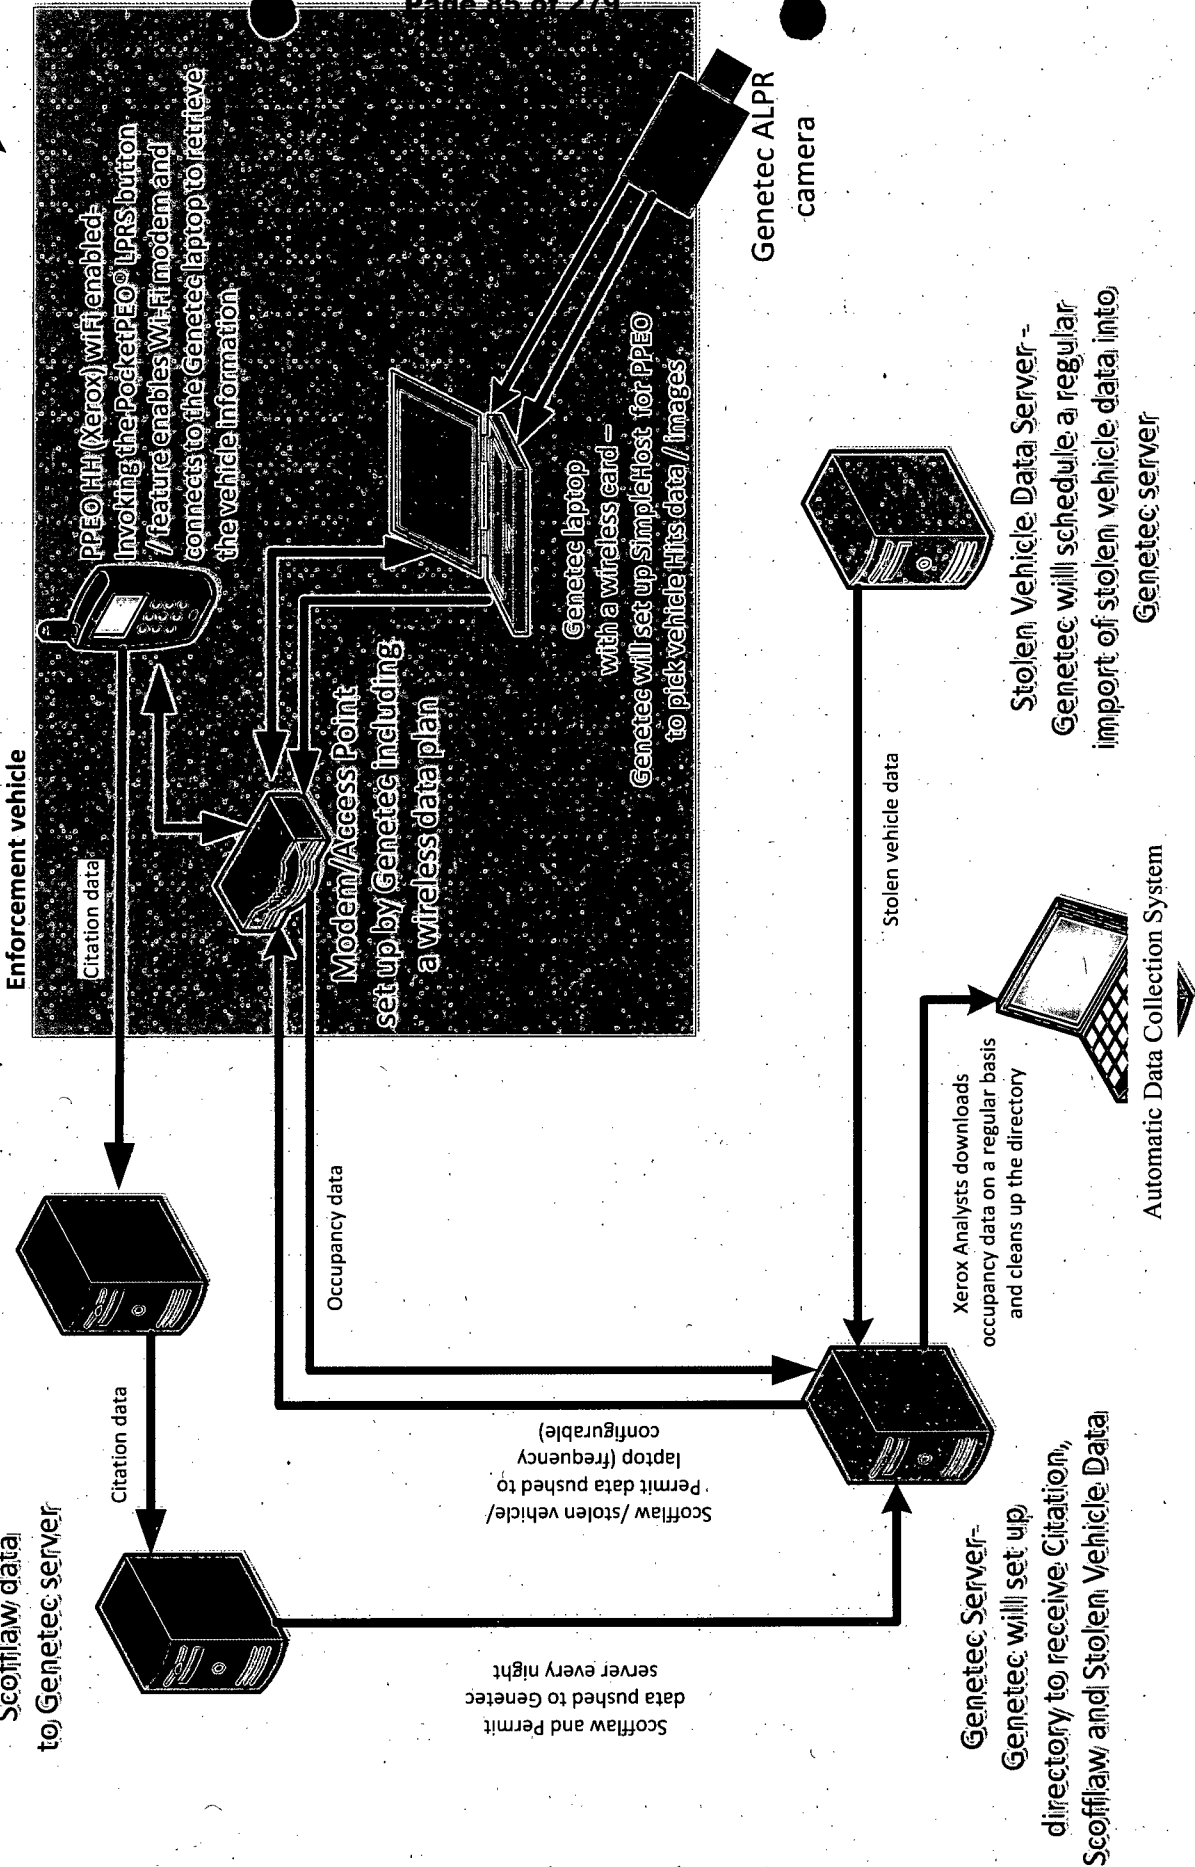 Page 85 of 279
Enforcement vehicle
PPEO HH (Xerox) wiFi enabled-
Invoking the PocketPEO® LPRS button
/feature enables Wi-Fi modem and
connects to the Genetec laptop to retrieve
the vehicle information
Citation data
Modem/Access Point
set up by Genetec including
a wireless data plan
Genetec laptop
with a wireless card –
Genetec will set up SimpleHost for PPEO
to pick vehicle Hits data / images
Genetec ALPR
camera
Scofflaw data
to Genetec server
Citation data
Occupancy data
Scofflaw /stolen vehicle/
Permit data pushed to
laptop (frequency
configurable)
Scofflaw and Permit
data pushed to Genetec
server every night
Stolen vehicle data
Stolen Vehicle Data Server -
Genetec will schedule a regular
import of stolen vehicle data into
Genetec server
Xerox Analysts downloads
occupancy data on a regular basis
and cleans up the directory
Genetec Server-
Genetec will set up
directory to receive Citation,
Scofflaw and Stolen Vehicle Data
Automatic Data Collection System